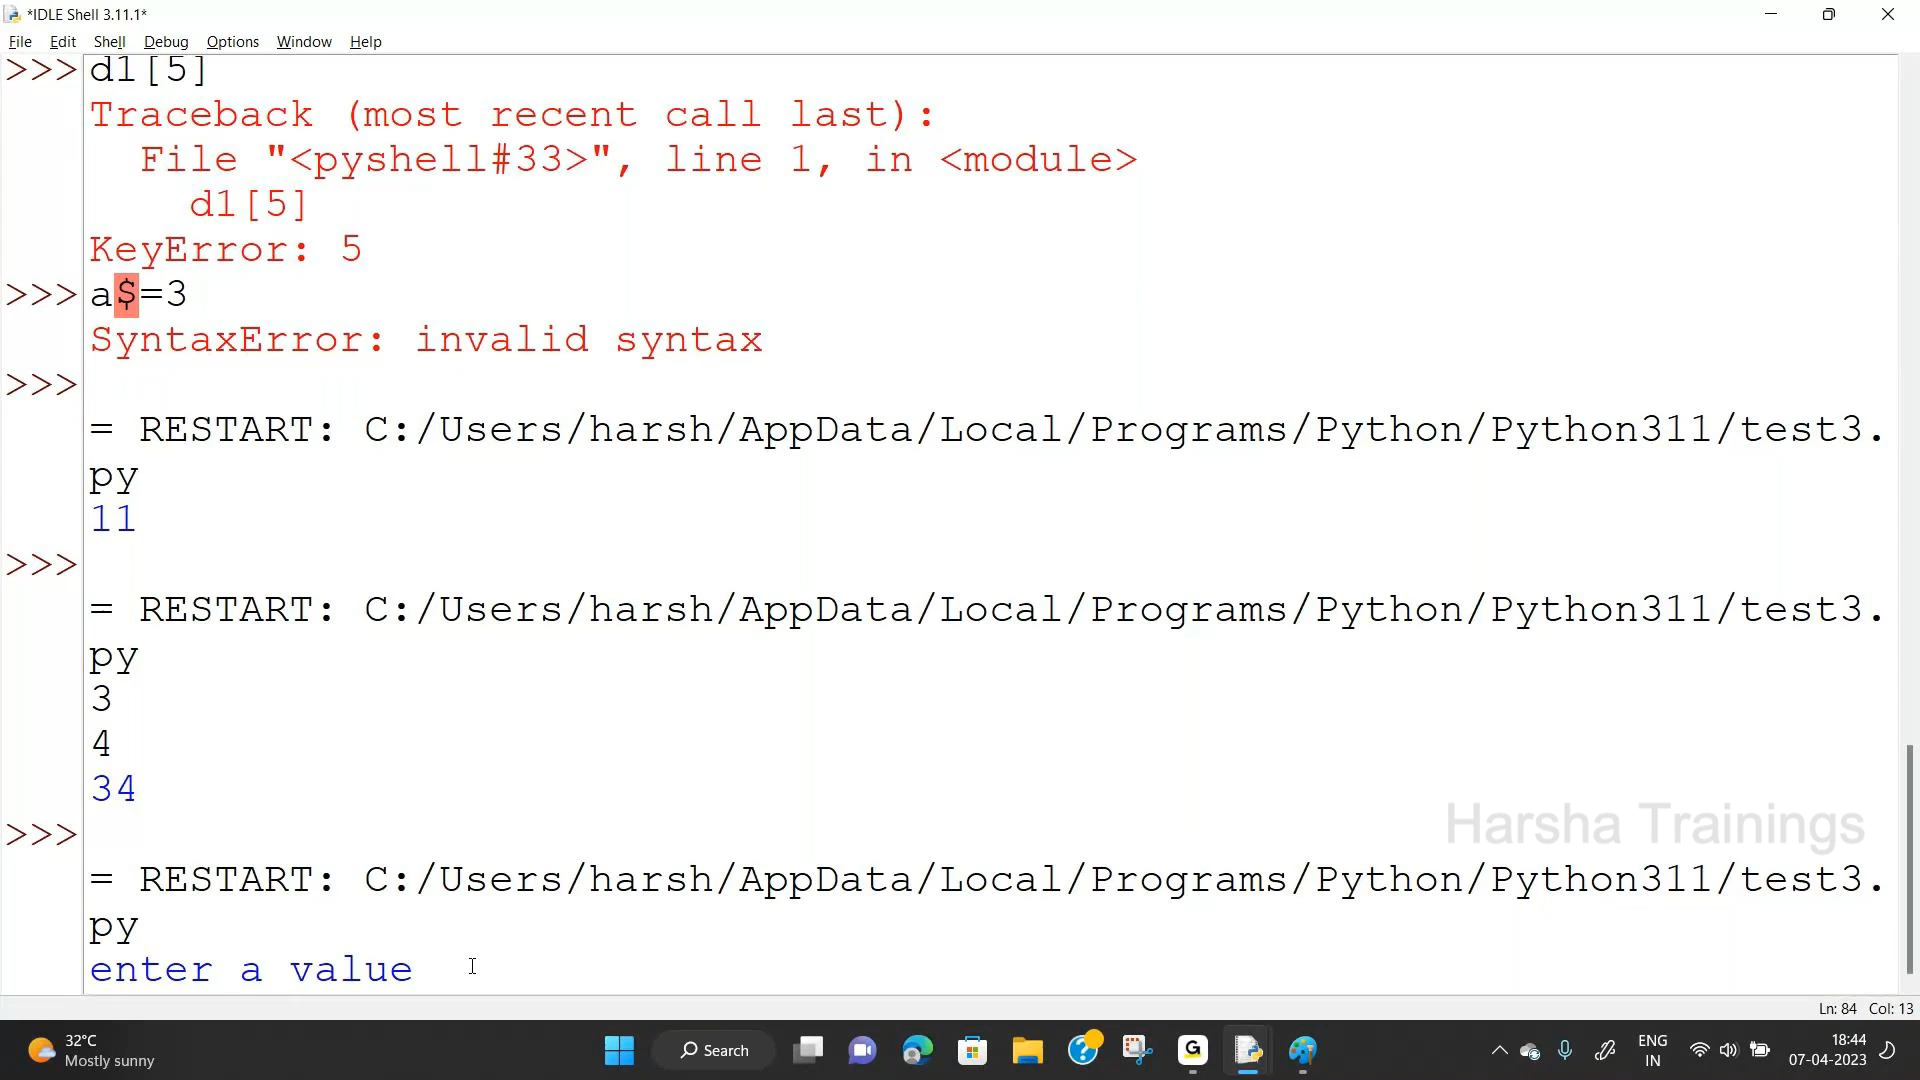 *IDLE Shell 3.11.1*
File Edit Shell Debug Options Window Help
>>> d1[5]
Traceback (most recent call last):
File "<pyshell#33>", line 1, in <module>
d1[5]
KeyError: 5
>>> a$=3
SyntaxError: invalid syntax
>>>
= RESTART: C:/Users/harsh/AppData/Local/Programs/Python/Python311/test3.
py
11
>>>
= RESTART: C:/Users/harsh/AppData/Local/Programs/Python/Python311/test3.
py
3
4
34
Harsha Trainings
>>>
= RESTART: C:/Users/harsh/AppData/Local/Programs/Python/Python311/test3.
py
enter a value
Ln: 84 Col: 13
32°C
Mostly sunny
Search
ENG
IN
18:44
07-04-2023